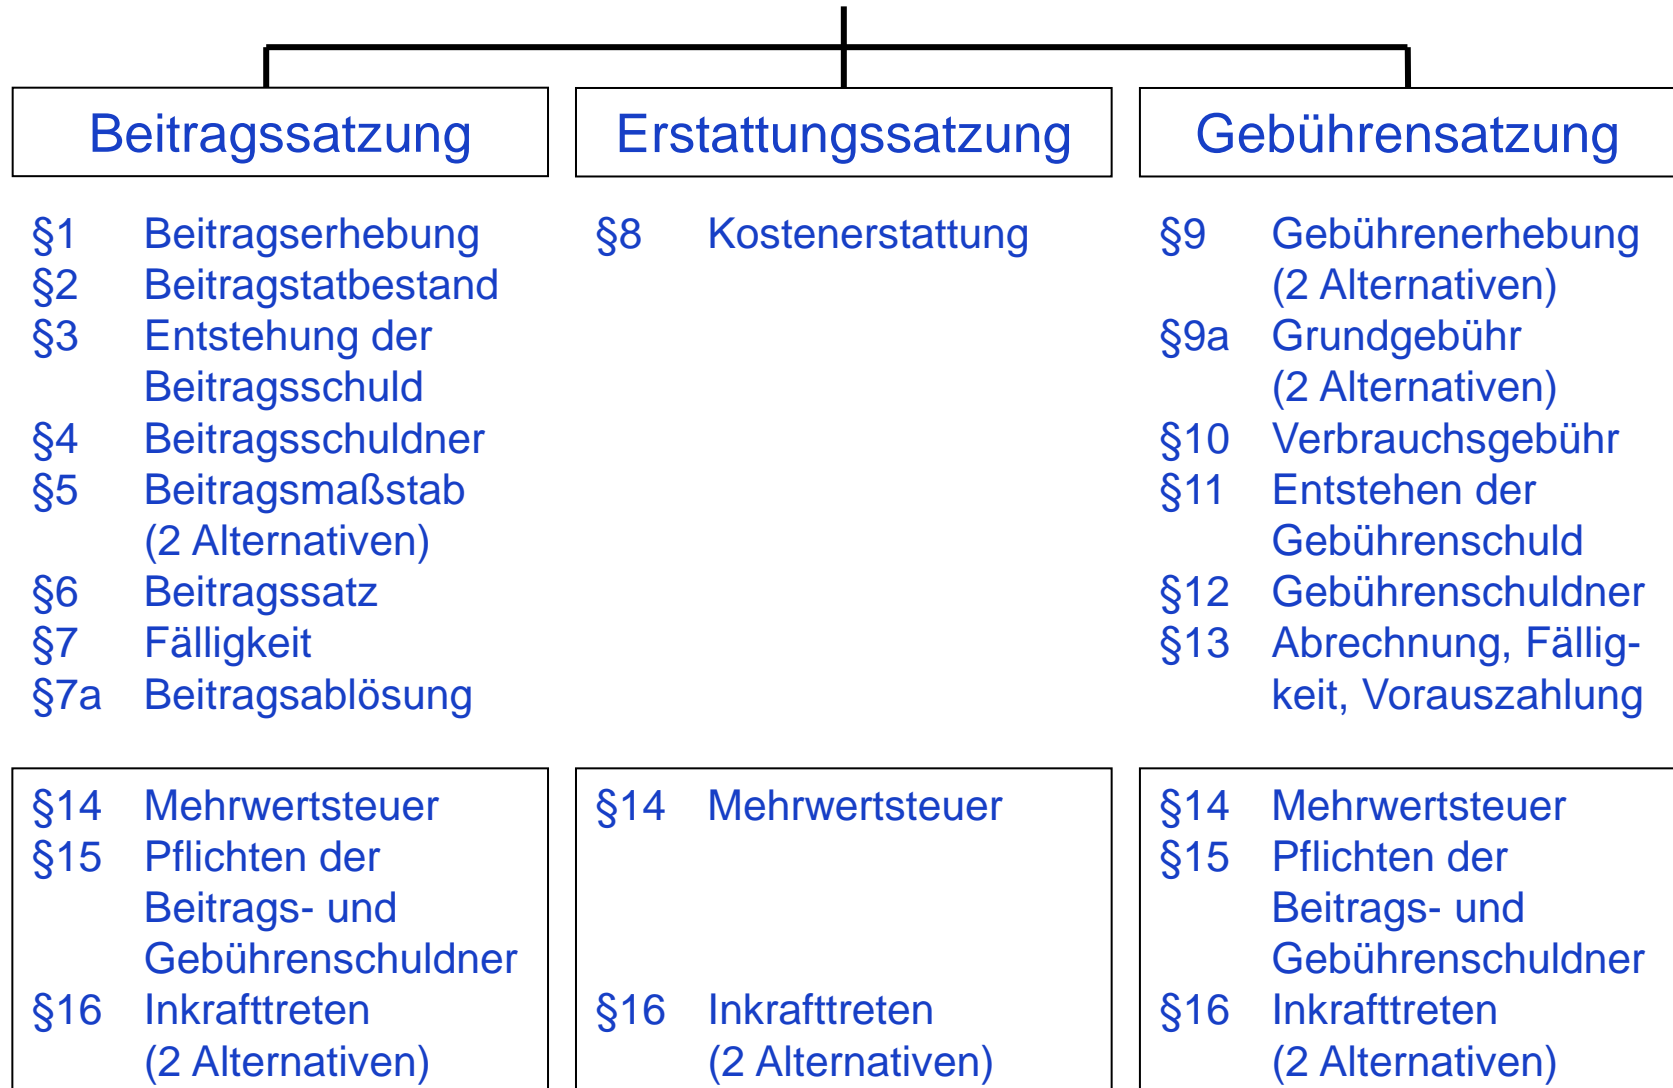 Beitragssatzung
§1 Beitragserhebung
§2 Beitragstatbestand
§3 Entstehung der
Beitragsschuld
§4 Beitragsschuldner
§5 Beitragsmaßstab
(2 Alternativen)
§6 Beitragssatz
§7 Fälligkeit
§7a Beitragsablösung
§14 Mehrwertsteuer
§15 Pflichten der
Beitrags- und
Gebührenschuldner
§16 Inkrafttreten
(2 Alternativen)
Erstattungssatzung
§8 Kostenerstattung
§14 Mehrwertsteuer
§16 Inkrafttreten
(2 Alternativen)
Gebührensatzung
§9 Gebührenerhebung
(2 Alternativen)
§9a Grundgebühr
(2 Alternativen)
§10 Verbrauchsgebühr
§11 Entstehen der
Gebührenschuld
§12 Gebührenschuldner
§13 Abrechnung, Fällig-
keit, Vorauszahlung
§14 Mehrwertsteuer
§15 Pflichten der
Beitrags- und
Gebührenschuldner
§16 Inkrafttreten
(2 Alternativen)